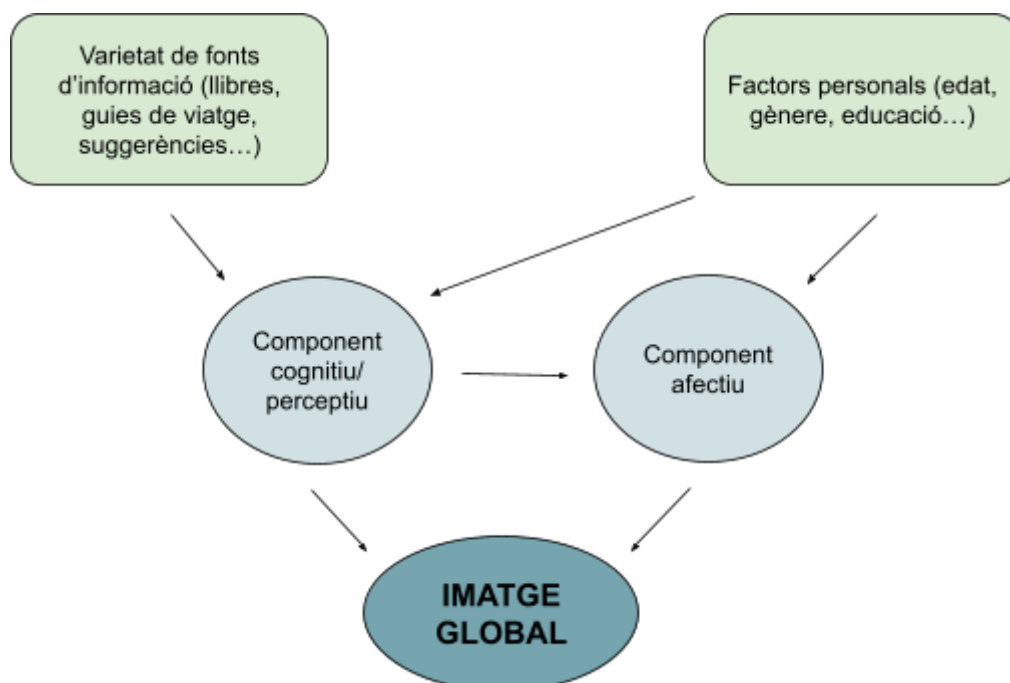 Varietat de fonts
d’informació (llibres,
guies de viatge,
suggerències…)
Factors personals (edat,
gènere, educació…)
Component
cognitiu/
perceptiu
Component
afectiu
IMATGE
GLOBAL